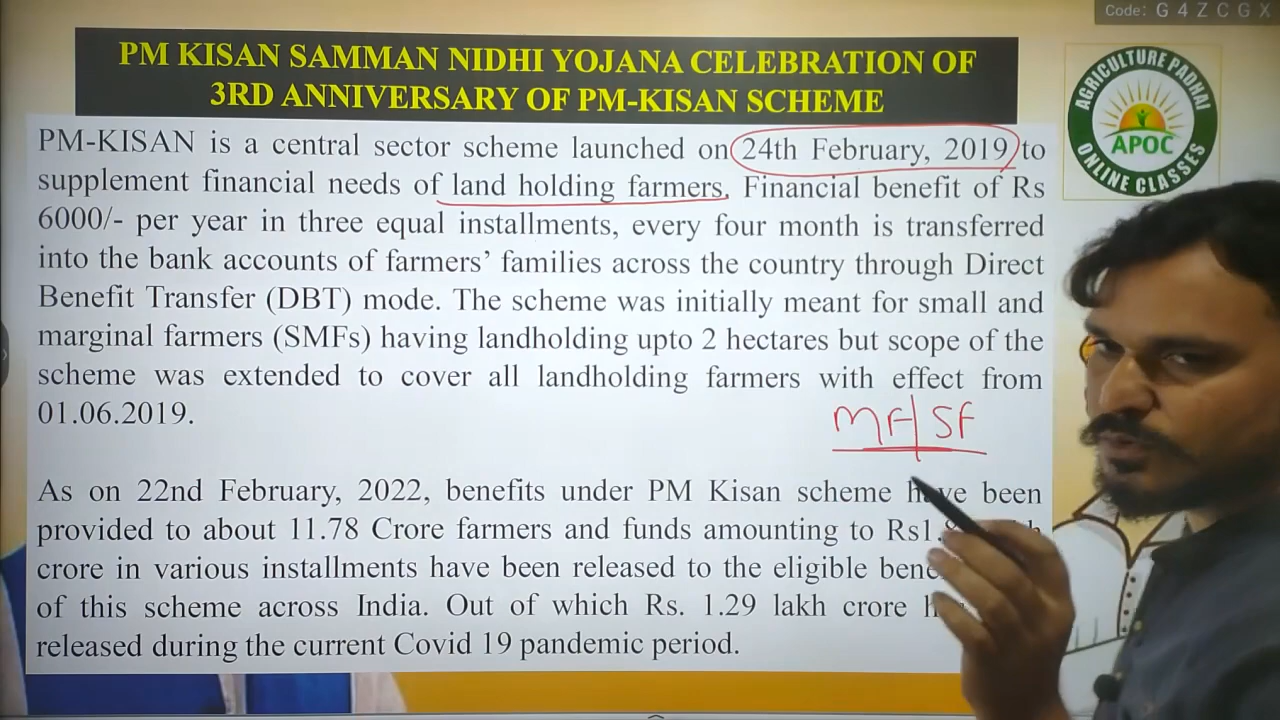 Code: G 4 Z C G X
PM KISAN SAMMAN NIDHI YOJANA CELEBRATION OF
3RD ANNIVERSARY OF PM-KISAN SCHEME
AGRICULTURE PADHAI
APOC
ONLINE CLASSES
PM-KISAN is a central sector scheme launched on 24th February, 2019 to
supplement financial needs of land holding farmers. Financial benefit of Rs
6000/- per year in three equal installments, every four month is transferred
into the bank accounts of farmers' families across the country through Direct
Benefit Transfer (DBT) mode. The scheme was initially meant for small and
marginal farmers (SMFs) having landholding upto 2 hectares but scope of the
scheme was extended to cover all landholding farmers with effect from
01.06.2019.
MF|SF
As on 22nd February, 2022, benefits under PM Kisan scheme have been
provided to about 11.78 Crore farmers and funds amounting to
crore in various installments have been released to the eligible
of this scheme across India. Out of which Rs. 1.29 lakh crore
released during the current Covid 19 pandemic period.